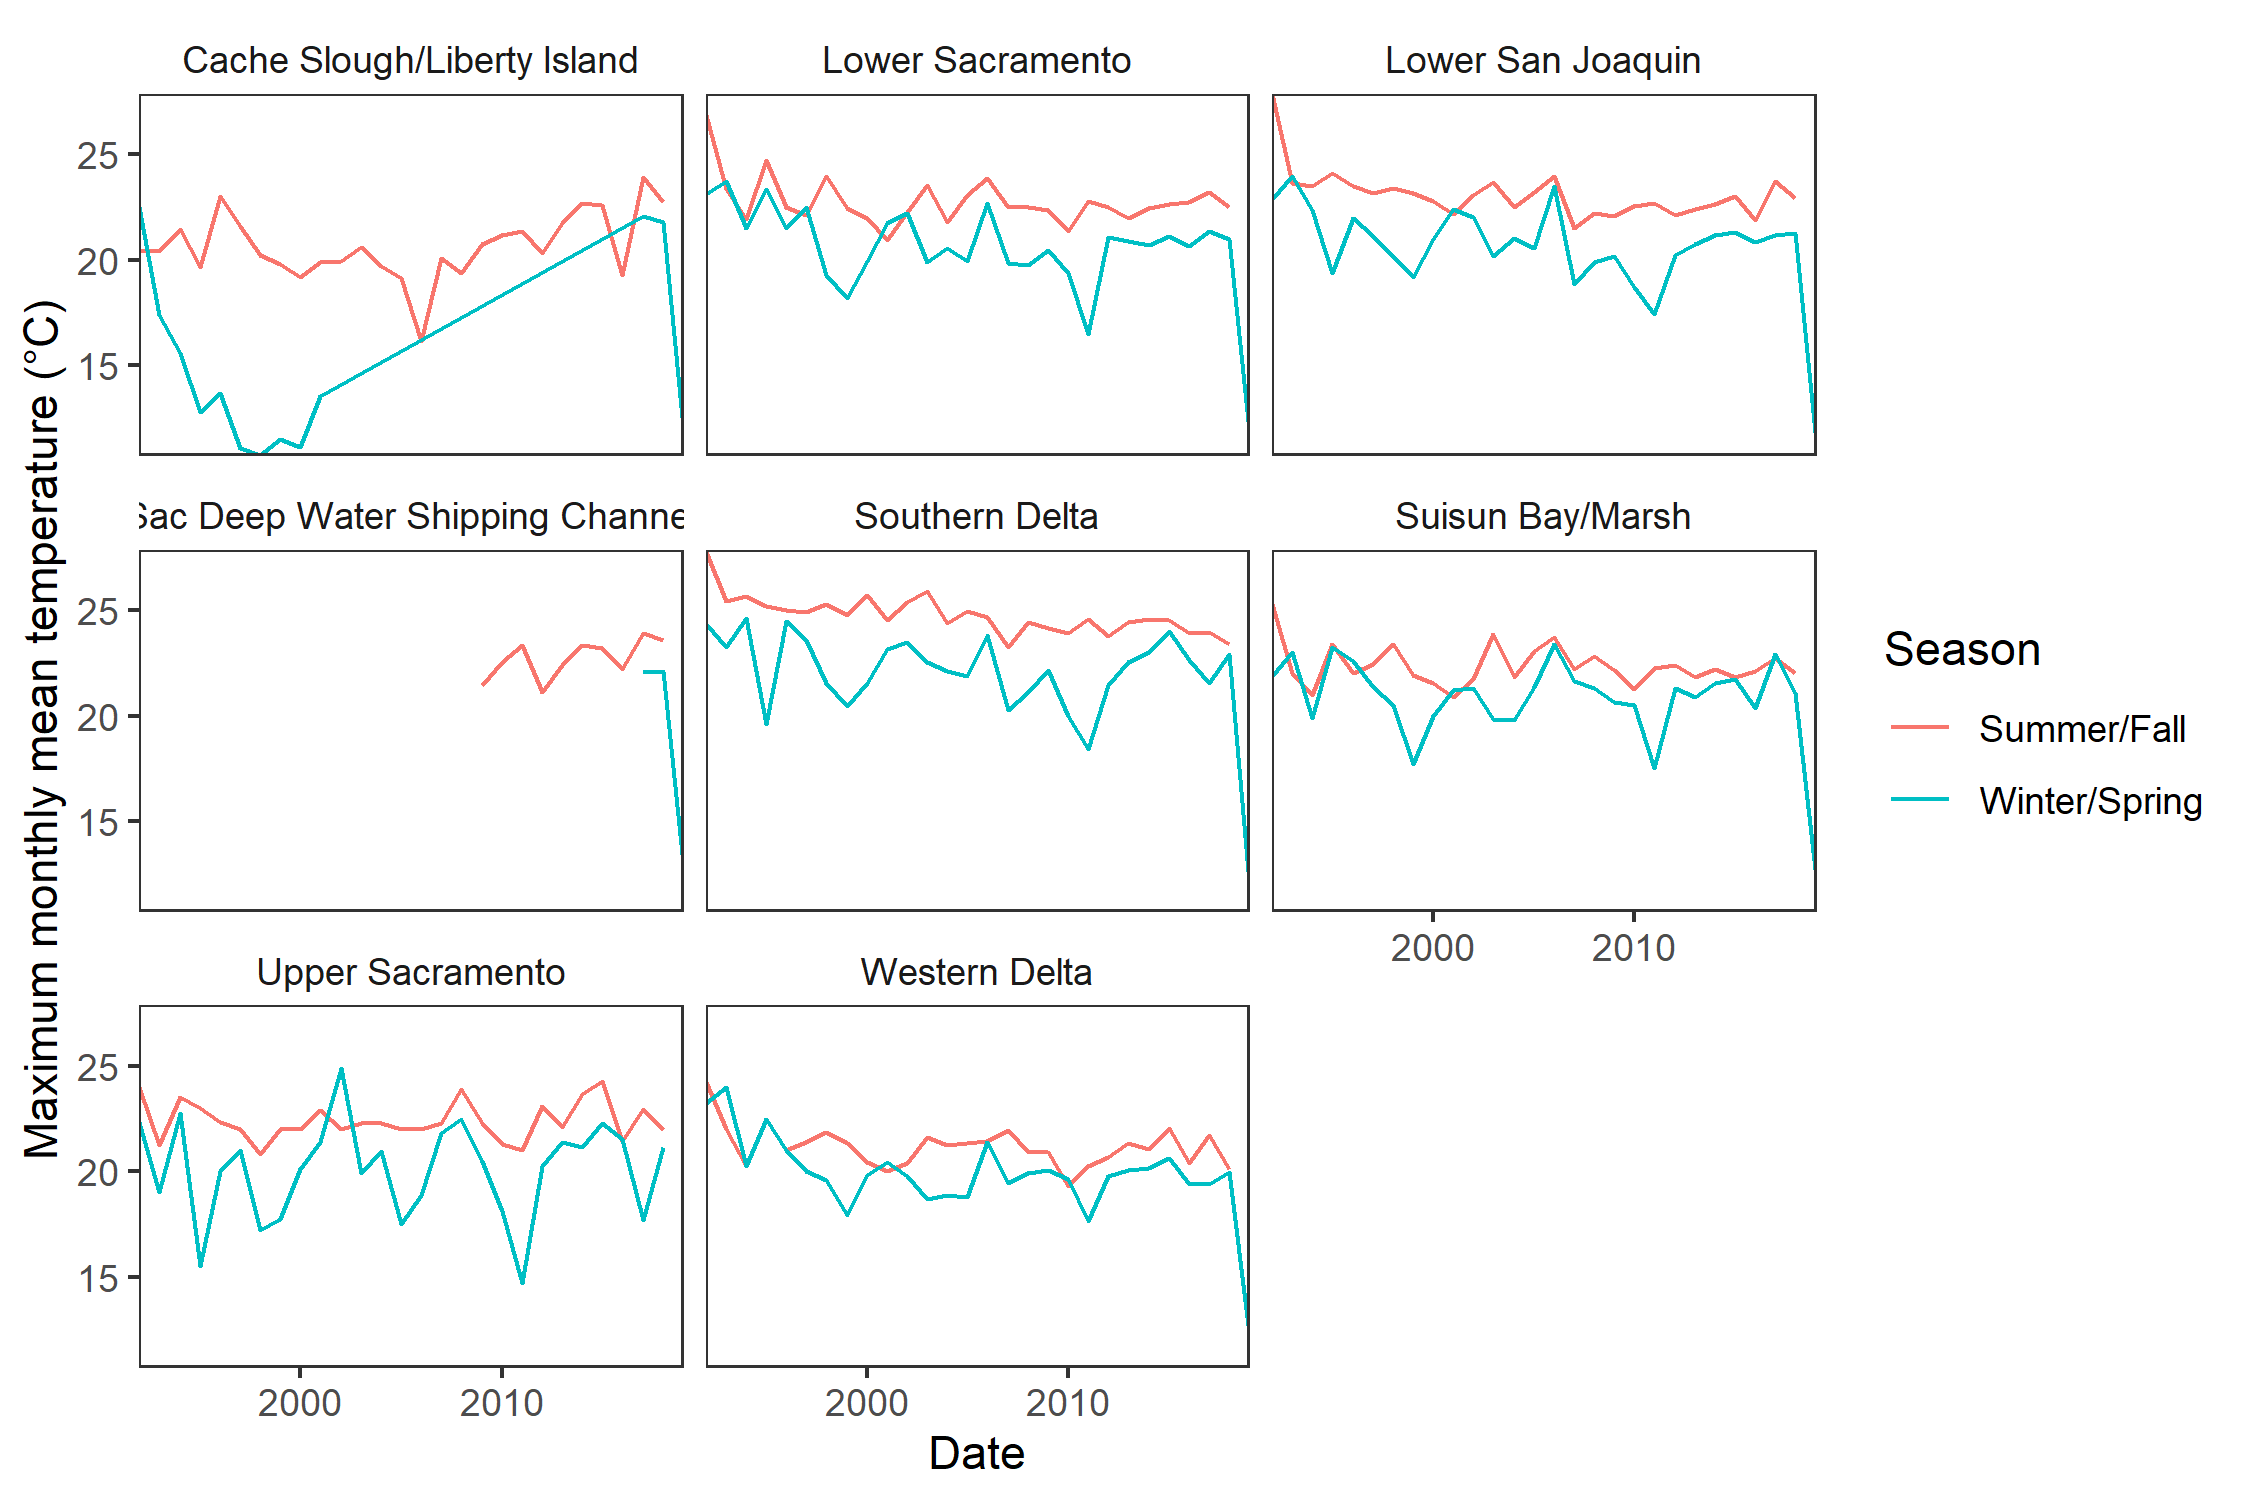 Cache Slough/Liberty Island
Lower Sacramento
Lower San Joaquin
25
20
15
Sac Deep Water Shipping Channe
Southern Delta
Suisun Bay/Marsh
25
20
15
2000
2010
Upper Sacramento
Western Delta
25
20
15
2000
2010
2000
2010
Date
Maximum monthly mean temperature (°C)
Season
Summer/Fall
Winter/Spring